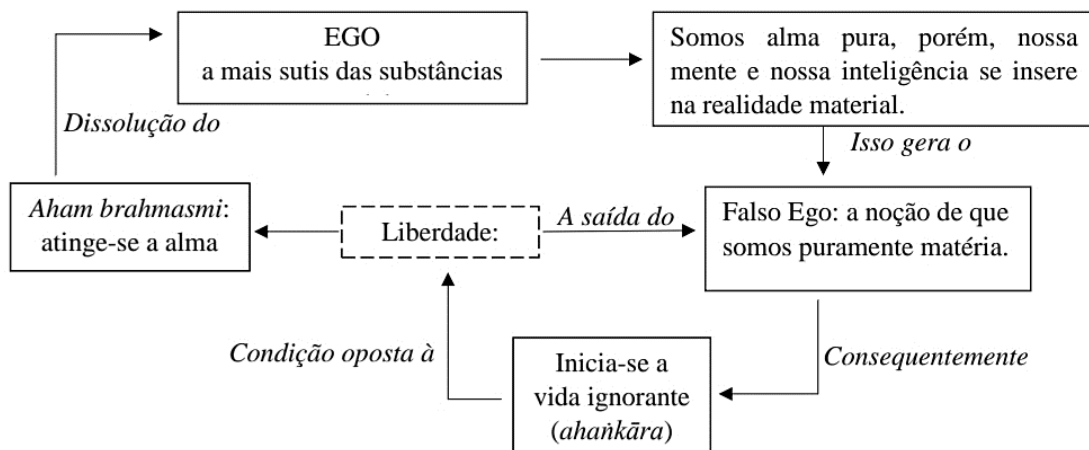 EGO
a mais sutis das substâncias
Somos alma pura, porém, nossa
mente e nossa inteligência se insere
na realidade material.
Dissolução do
Isso gera o
Aham brahmasmi:
atinge-se a alma
Liberdade:
A saída do
Falso Ego: a noção de que
somos puramente matéria.
Condição oposta à
Inicia-se a
vida ignorante
(ahaṅkāra)
Consequentemente